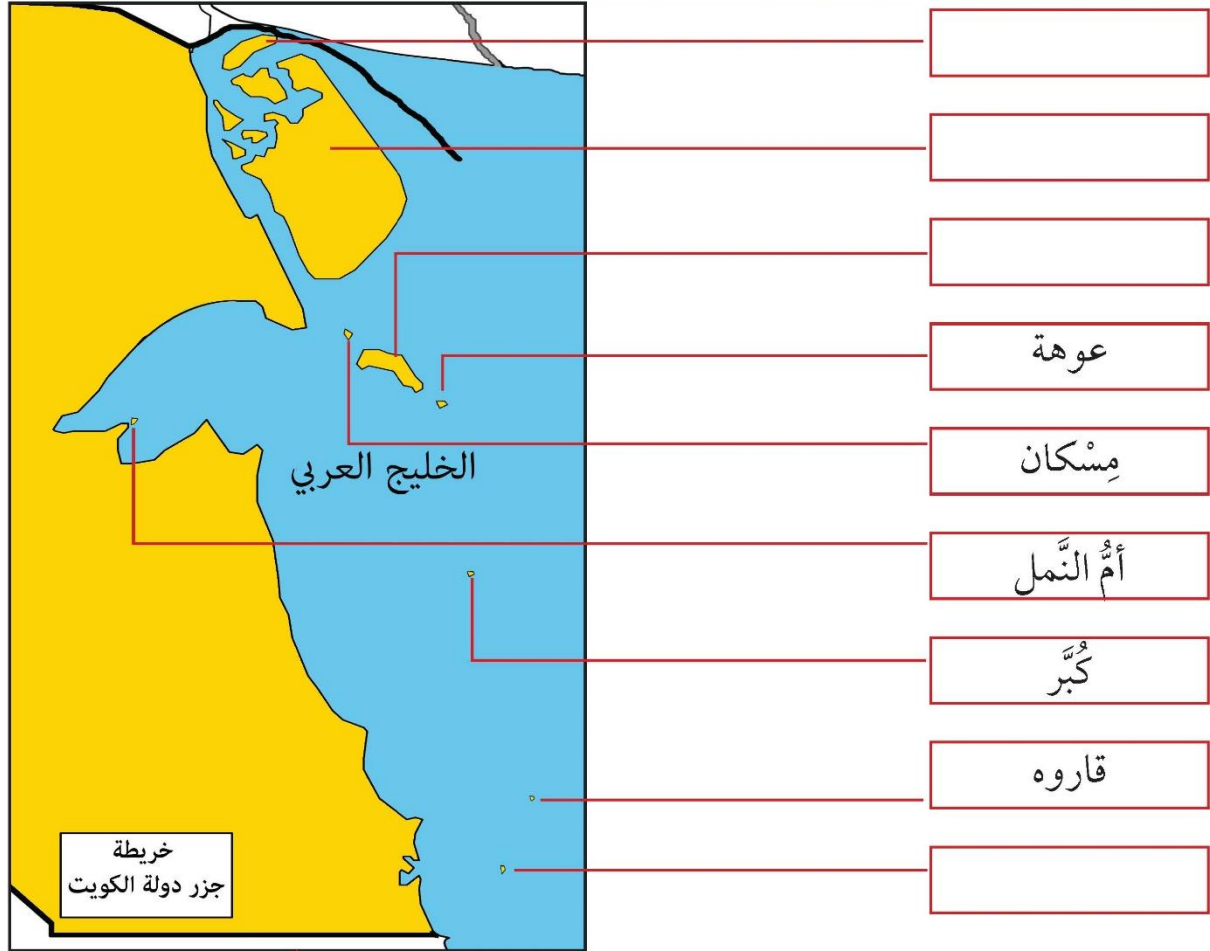 عوهة
مِسْكان
أمُّ النَّمل
كُبَّر
قاروه
الخليج العربي
خريطة
جزر دولة الكويت